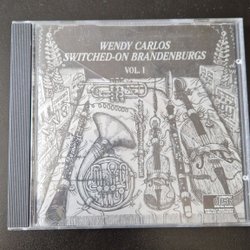 WENDY CARLOS
SWITCHED-ON BRANDENBURGS
VOL. 1